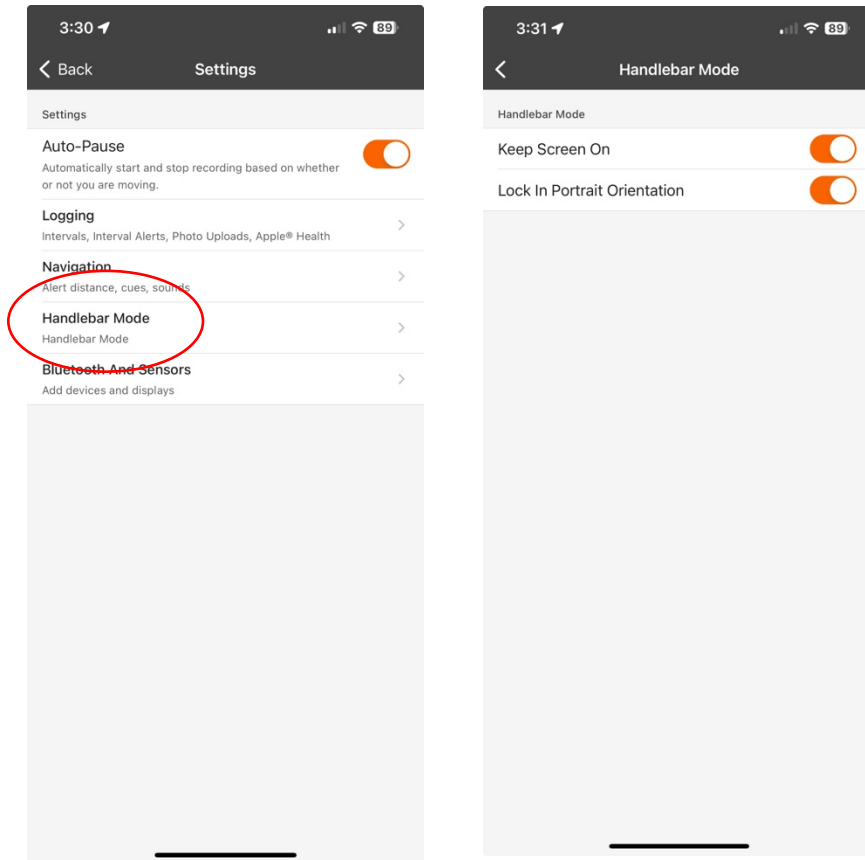 3:30
89
Back
Settings
Settings
Auto-Pause
Automatically start and stop recording based on whether
or not you are moving.
Logging
Intervals, Interval Alerts, Photo Uploads, Apple® Health
Navigation
Alert distance, cues, sounds
Handlebar Mode
Handlebar Mode
Bluetooth And Sensors
Add devices and displays
3:31
89
Handlebar Mode
Handlebar Mode
Keep Screen On
Lock In Portrait Orientation